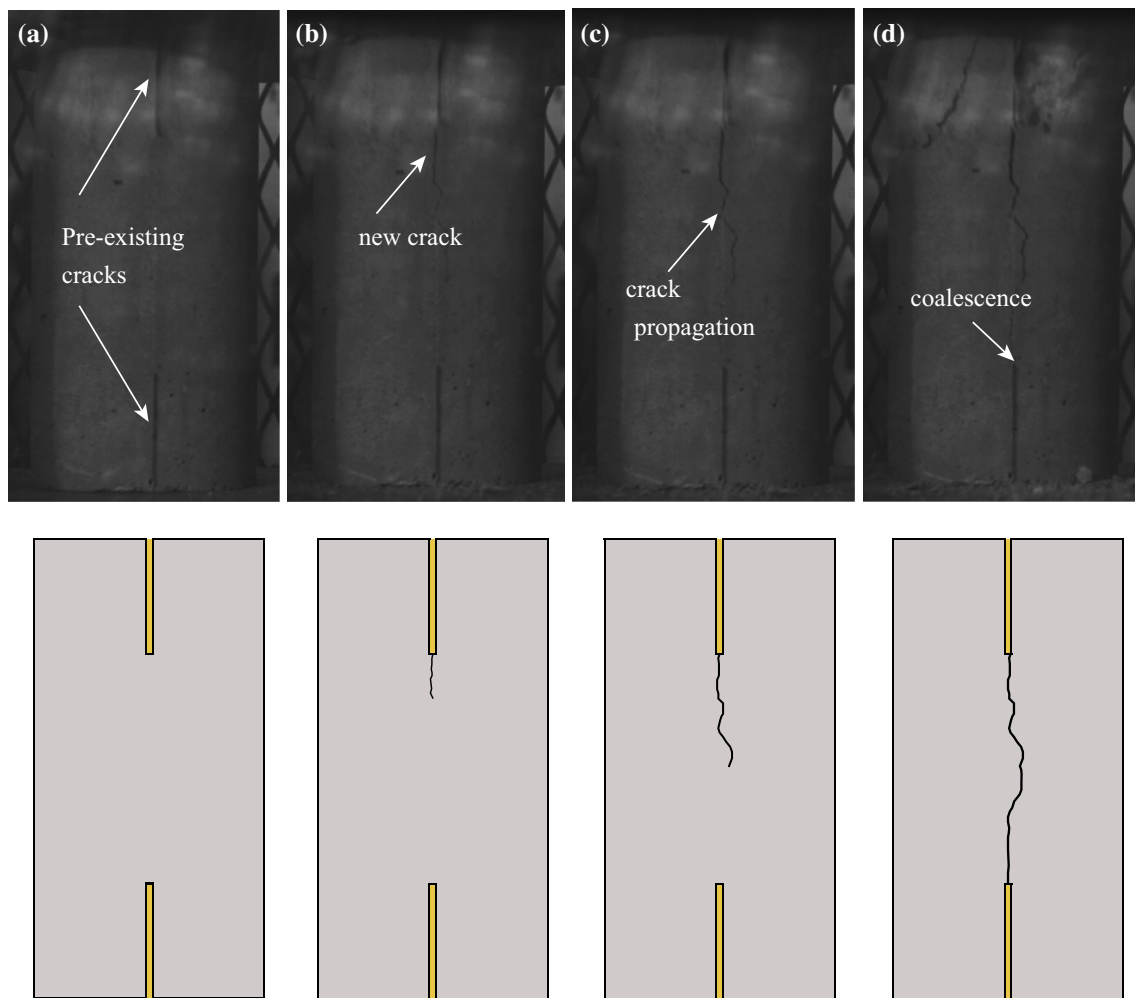 (a)
(b)
(c)
(d)
Pre-existing
cracks
new crack
crack
propagation
coalescence